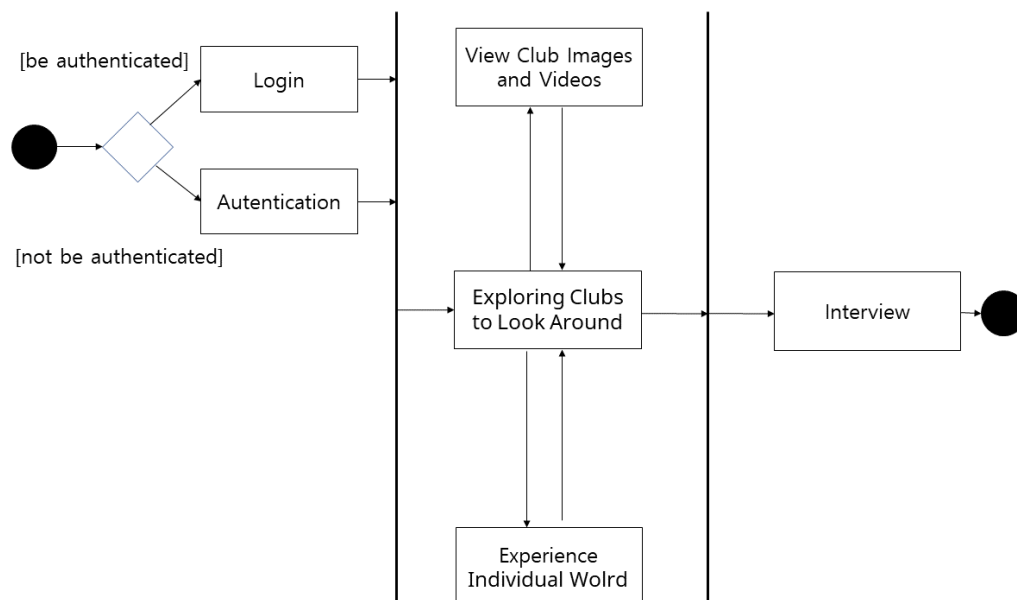 [be authenticated]
Login
Autentication
[not be authenticated]
View Club Images
and Videos
Exploring Clubs
to Look Around
Experience
Individual Wolrd
Interview